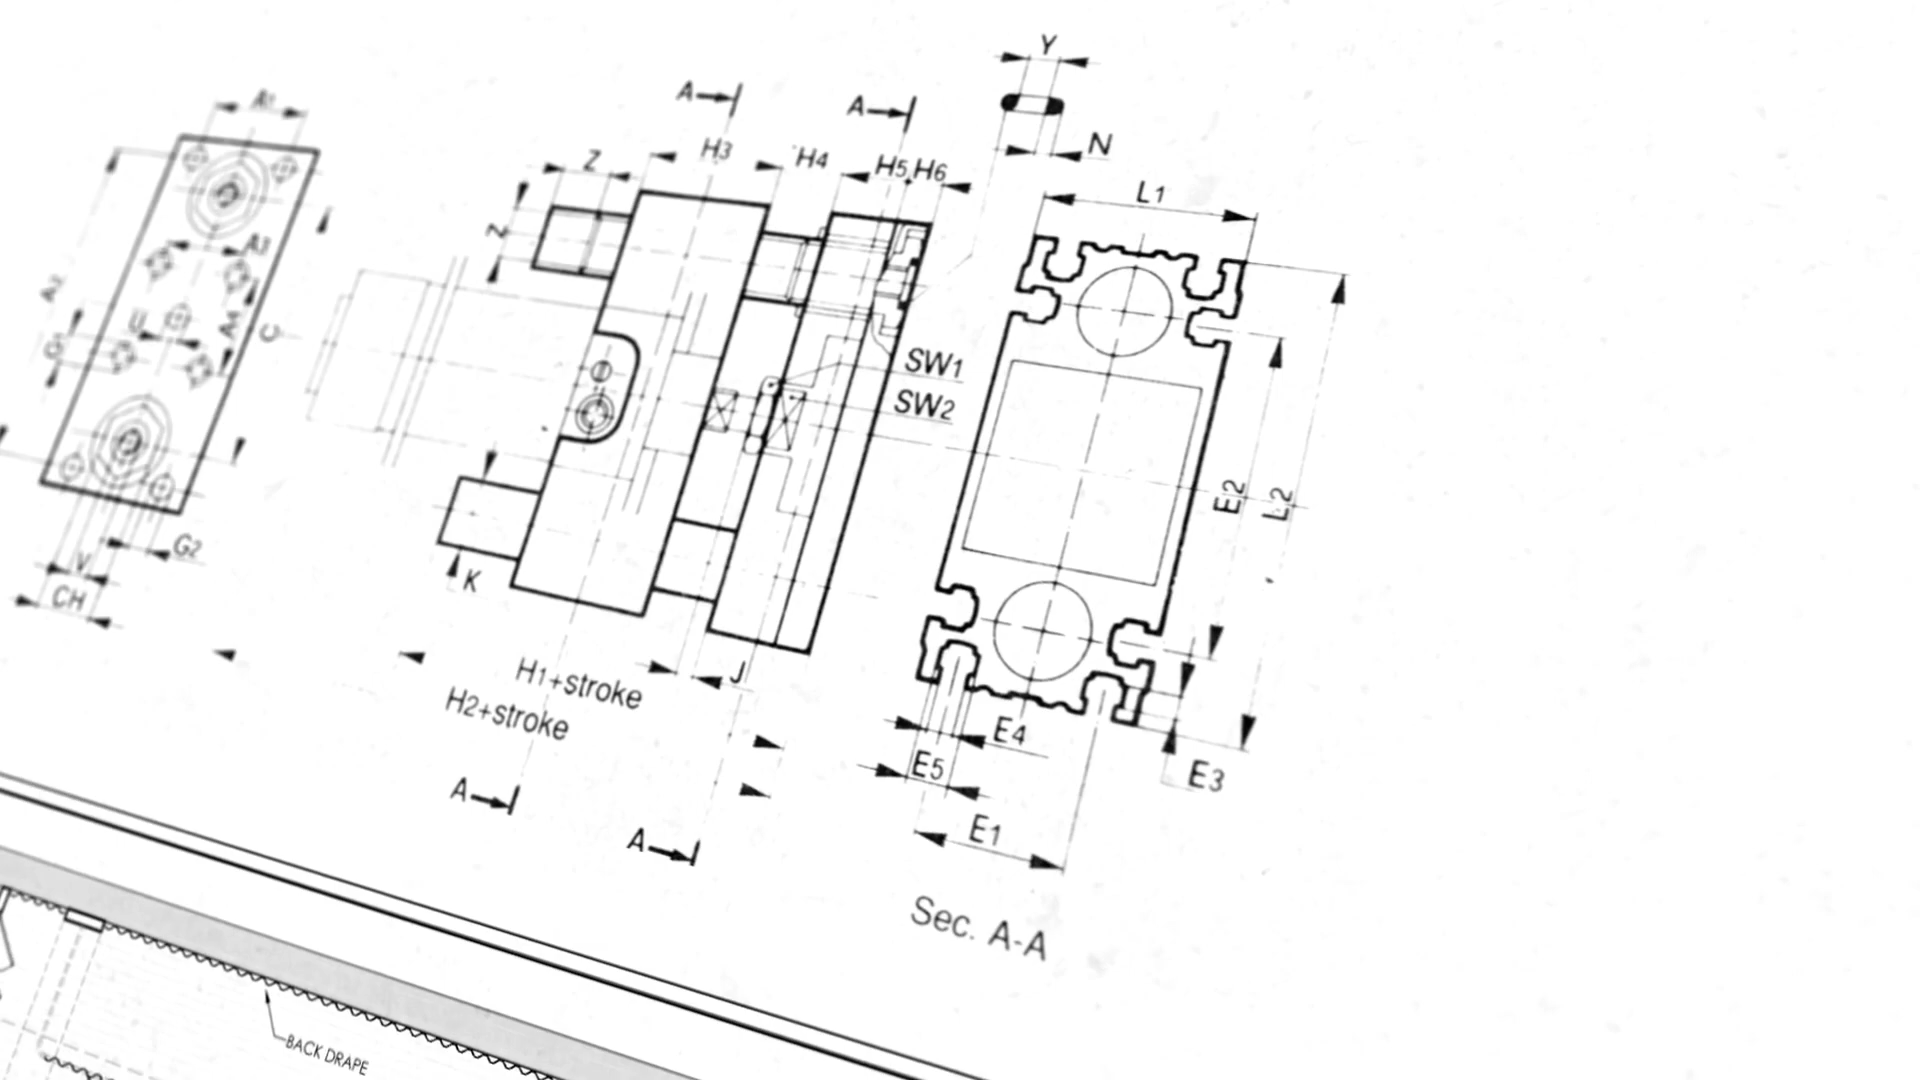 Y
A
A
N
H3
H4
H5
H6
Z
L1
A1
A3
A2
Z
U
A4
C
G1
SW1
SW2
E2
L2
G2
V
CH
K
J
H1+stroke
H2+stroke
E4
E5
E3
E1
A
A
Sec. A-A
BACK DRAPE